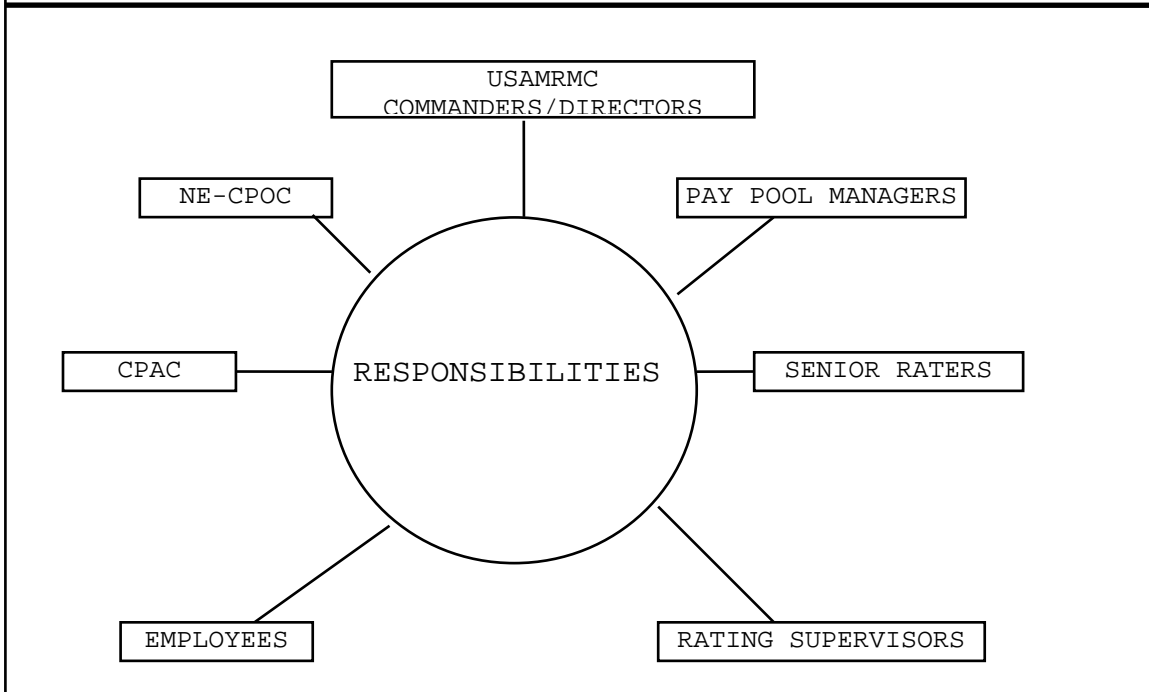 USAMRMC
COMMANDERS/DIRECTORS
NE-CPOC
PAY POOL MANAGERS
CPAC
RESPONSIBILITIES
SENIOR RATERS
EMPLOYEES
RATING SUPERVISORS